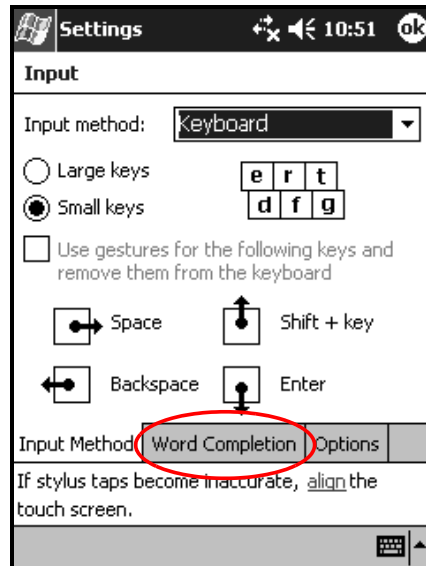 Settings 10:51 ok
Input
Input method: Keyboard
Large keys
e r t
Small keys
d f g
Use gestures for the following keys and
remove them from the keyboard
Space Shift + key
Backspace Enter
Input Method Word Completion Options
If stylus taps become inaccurate, align the
touch screen.